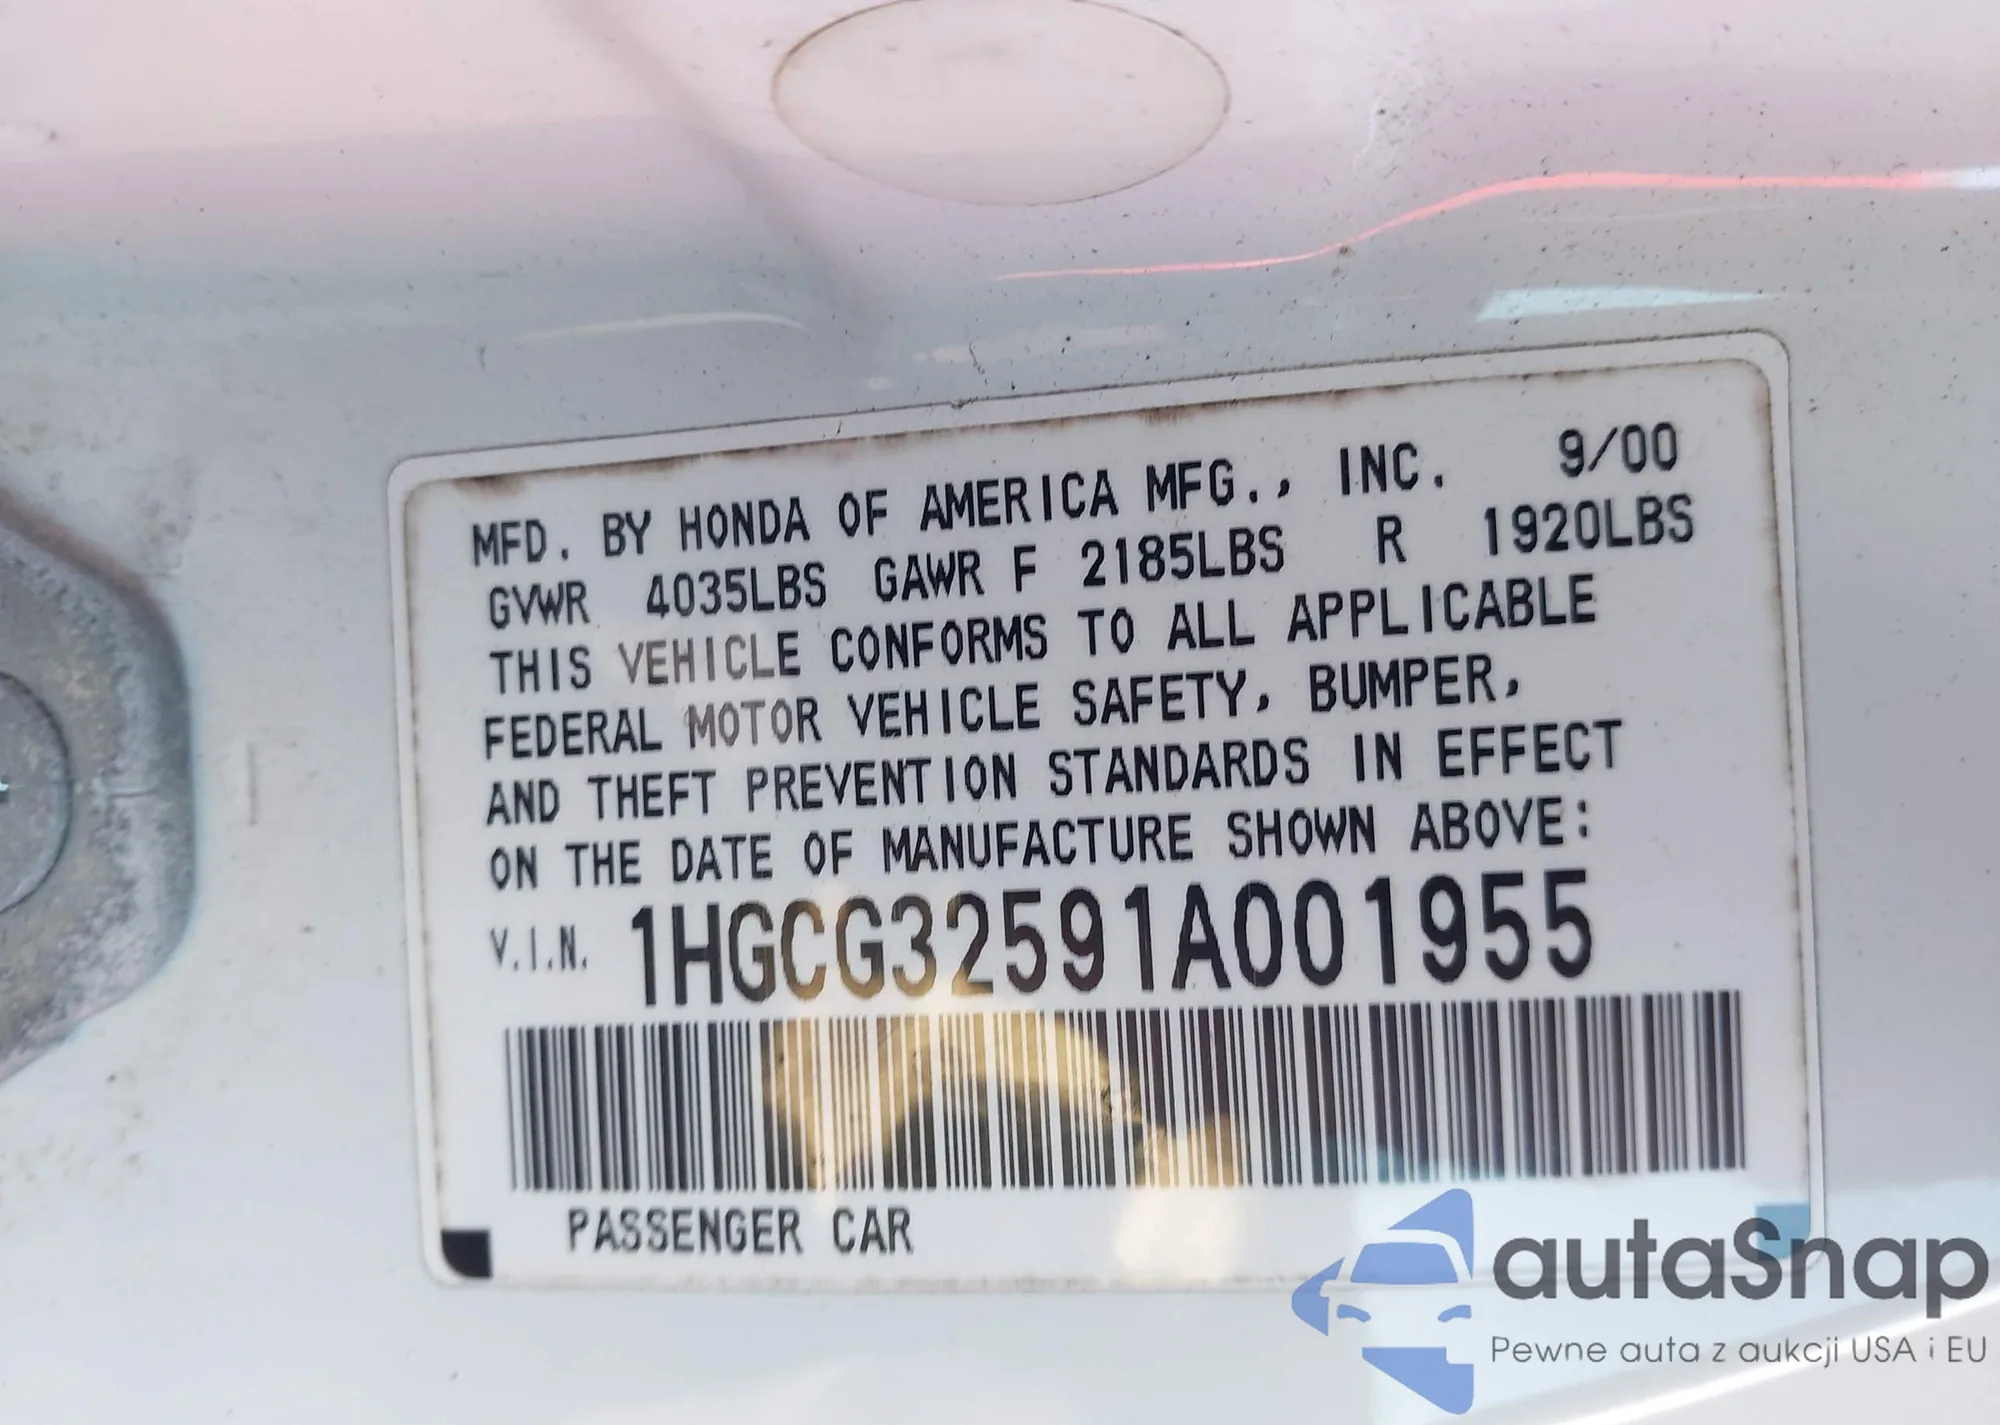 MFD. BY HONDA OF AMERICA MFG., INC. 9/00
GVWR 4035LBS GAWR F 2185LBS R 1920LBS
THIS VEHICLE CONFORMS TO ALL APPLICABLE
FEDERAL MOTOR VEHICLE SAFETY, BUMPER,
AND THEFT PREVENTION STANDARDS IN EFFECT
ON THE DATE OF MANUFACTURE SHOWN ABOVE:
V.I.N. 1HGCG32591A001955
PASSENGER CAR
autaSnap
Pewne auta z aukcji USA i EU